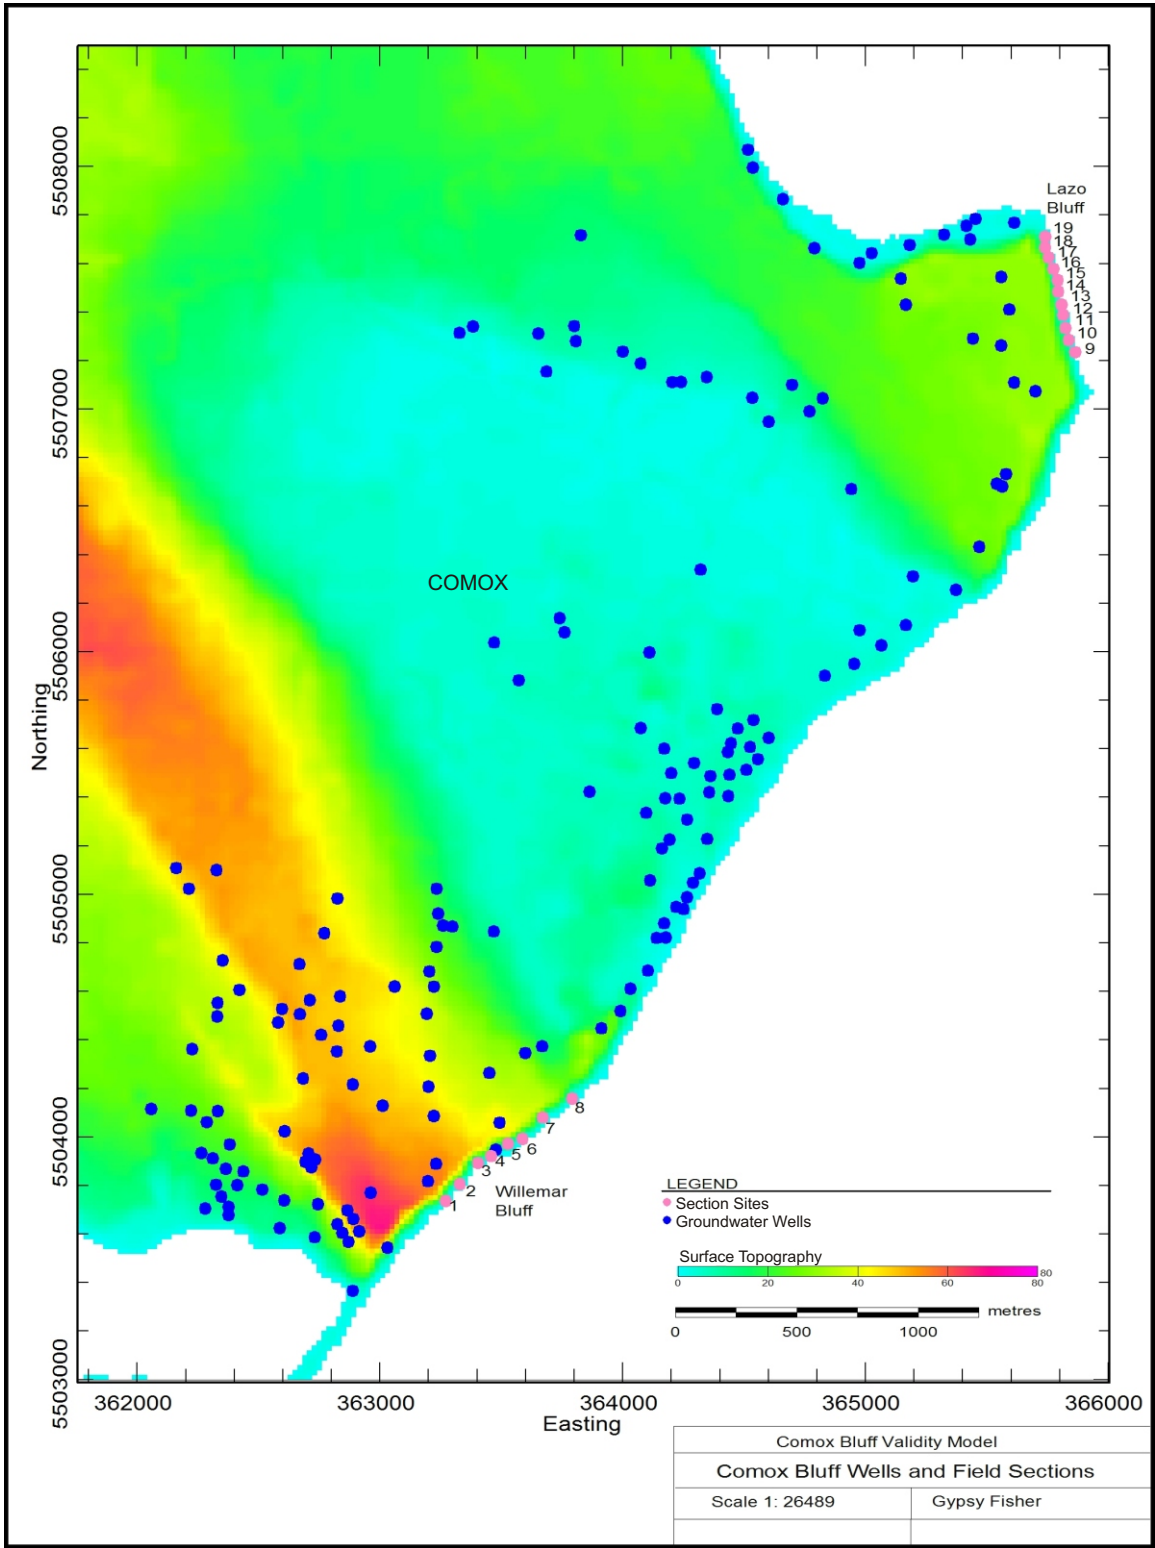 5508000
5507000
5506000
5505000
5504000
5503000
Northing
Lazo
Bluff
19
18
17
16
15
14
13
12
11
10
9
COMOX
8
7
6
5
4
3
2
1
Willemar
Bluff
LEGEND
Section Sites
Groundwater Wells
Surface Topography
0 20 40 60 80
80
metres
0 500 1000
362000 363000 364000 365000 366000
Easting
Comox Bluff Validity Model
Comox Bluff Wells and Field Sections
Scale 1: 26489 Gypsy Fisher